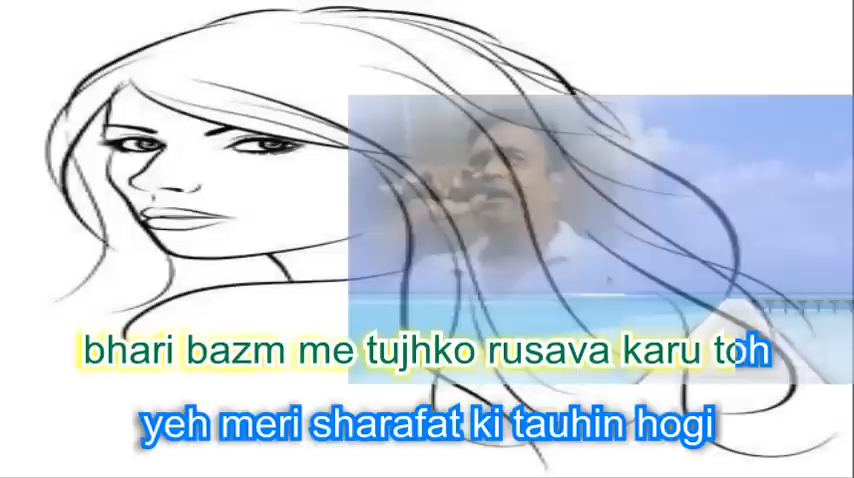 bhari bazm me tujhko rusava karu toh
yeh meri sharafat ki tauhin hogi